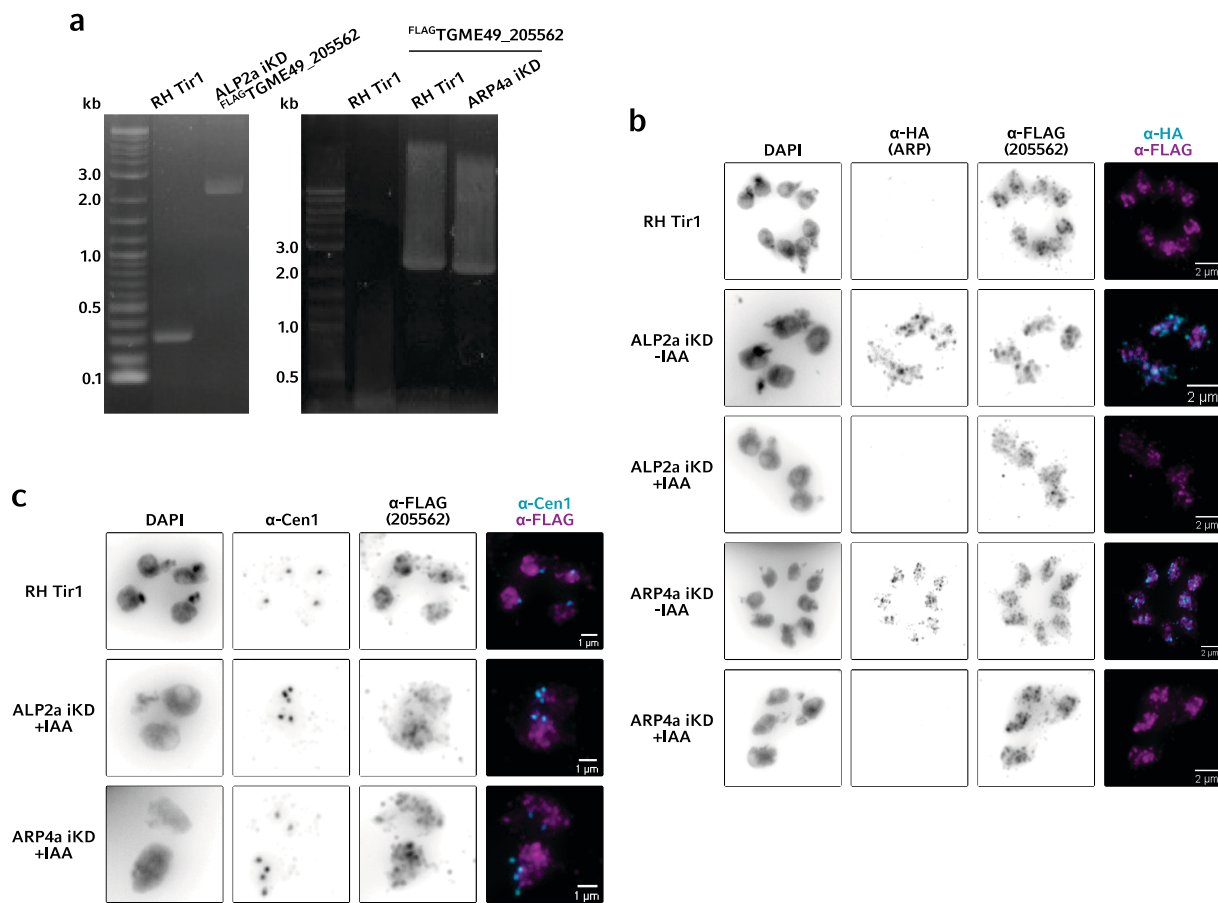 a
FLAGTGME49_205562
kb
RH Tir1
ALP2a iKD
FLAGTGME49_205562
kb
RH Tir1
RH Tir1
ARP4a iKD
3.0
2.0
1.0
0.5
0.1
3.0
2.0
1.0
0.5
b
DAPI
α-HA
(ARP)
α-FLAG
(205562)
α-HA
α-FLAG
RH Tir1
2 µm
ALP2a iKD
-IAA
2 µm
ALP2a iKD
+IAA
2 µm
ARP4a iKD
-IAA
2 µm
ARP4a iKD
+IAA
2 µm
c
DAPI
α-Cen1
α-FLAG
(205562)
α-Cen1
α-FLAG
RH Tir1
1 µm
ALP2a iKD
+IAA
1 µm
ARP4a iKD
+IAA
1 µm